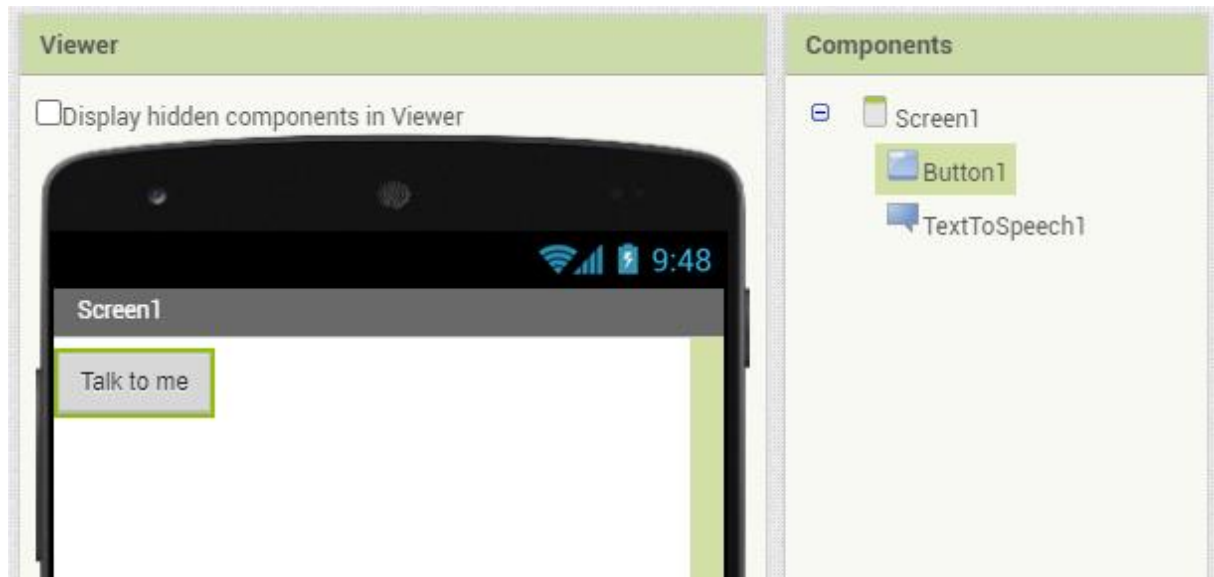 Viewer
Display hidden components in Viewer
9:48
Screen1
Talk to me
Components
Screen1
Button1
TextToSpeech1